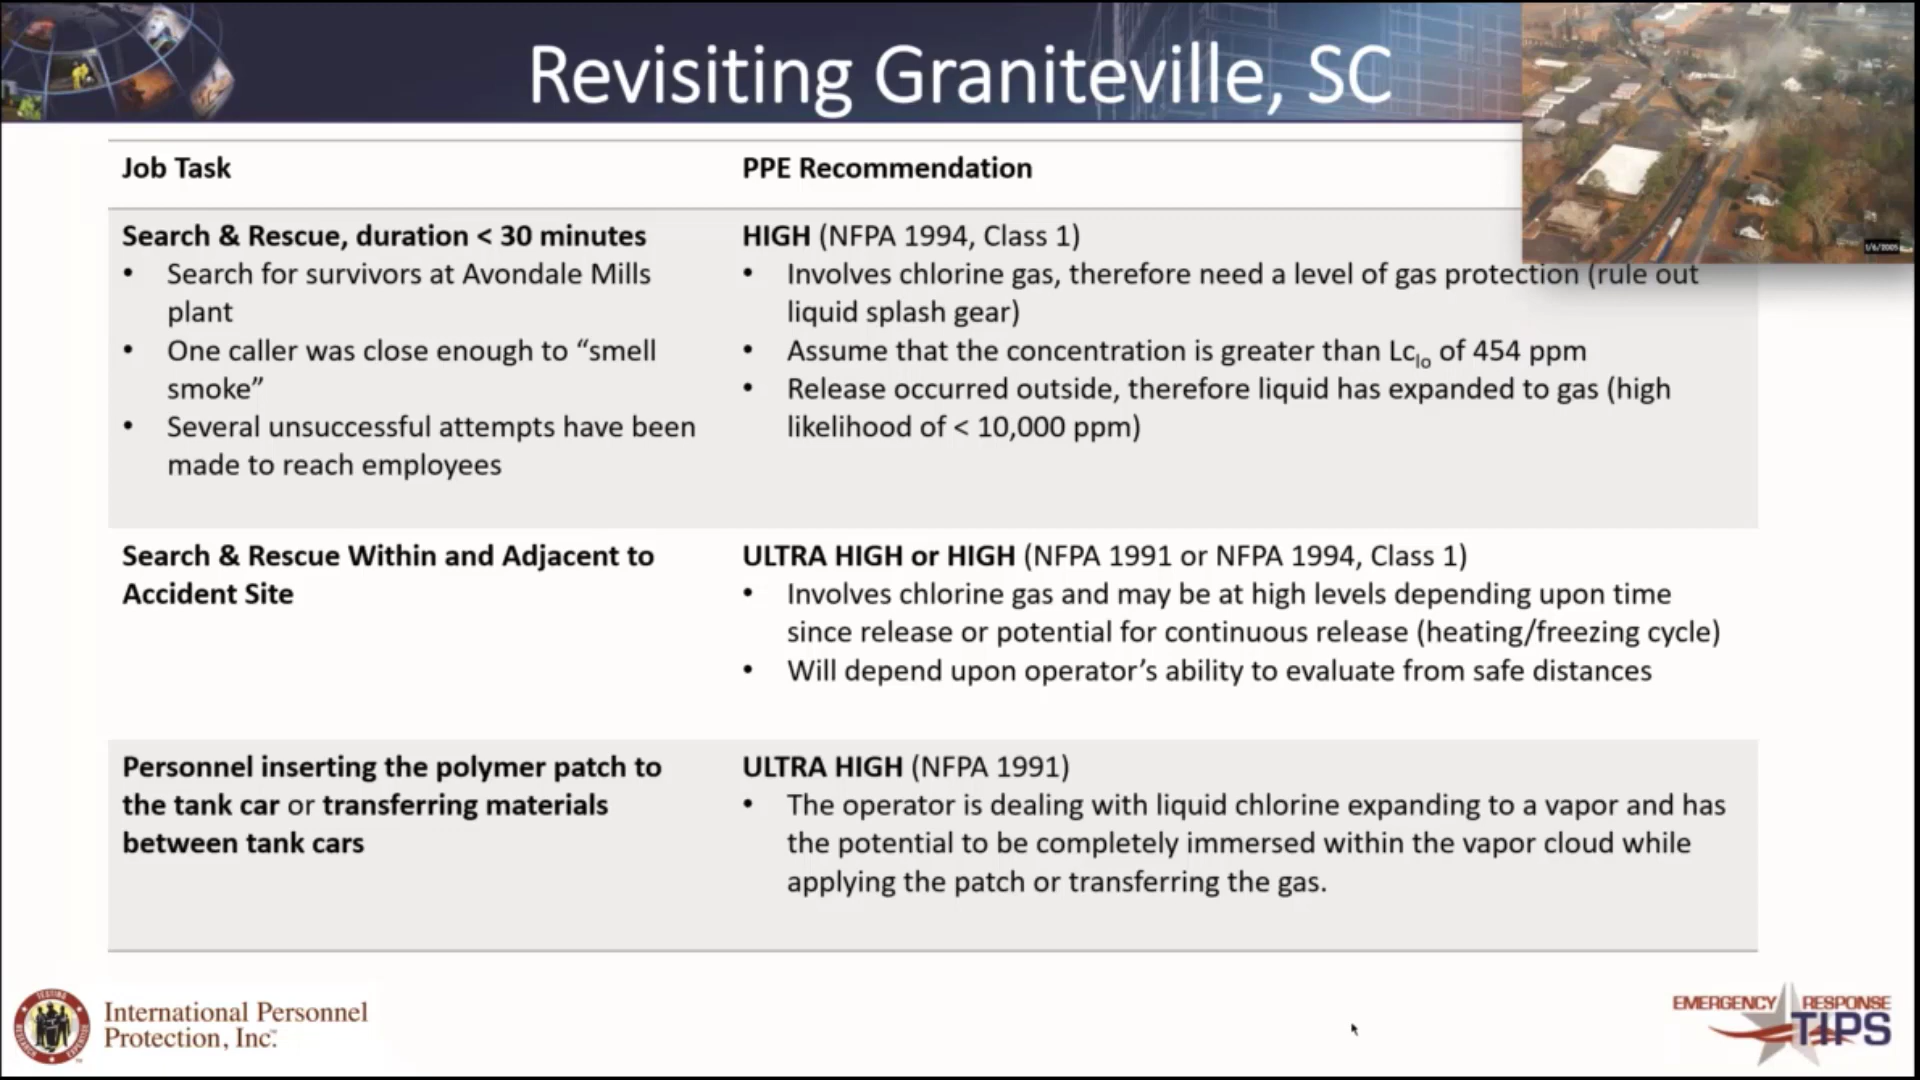 Revisiting Graniteville, SC
1/6/2005
Job Task
PPE Recommendation
Search & Rescue, duration < 30 minutes
• Search for survivors at Avondale Mills
plant
• One caller was close enough to “smell
smoke”
• Several unsuccessful attempts have been
made to reach employees
HIGH (NFPA 1994, Class 1)
• Involves chlorine gas, therefore need a level of gas protection (rule out
liquid splash gear)
• Assume that the concentration is greater than Lclo of 454 ppm
• Release occurred outside, therefore liquid has expanded to gas (high
likelihood of < 10,000 ppm)
Search & Rescue Within and Adjacent to
Accident Site
ULTRA HIGH or HIGH (NFPA 1991 or NFPA 1994, Class 1)
• Involves chlorine gas and may be at high levels depending upon time
since release or potential for continuous release (heating/freezing cycle)
• Will depend upon operator’s ability to evaluate from safe distances
Personnel inserting the polymer patch to
the tank car or transferring materials
between tank cars
ULTRA HIGH (NFPA 1991)
• The operator is dealing with liquid chlorine expanding to a vapor and has
the potential to be completely immersed within the vapor cloud while
applying the patch or transferring the gas.
TESTING
RESEARCH
EXPERTISE
International Personnel
Protection, Inc.
EMERGENCY RESPONSE
TIPS